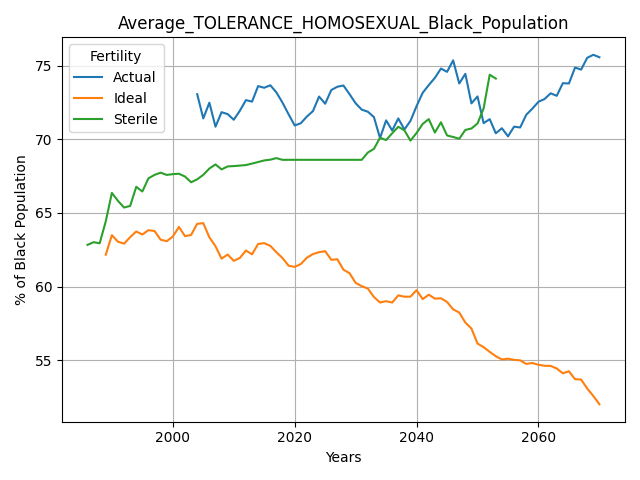 Average_TOLERANCE_HOMOSEXUAL_Black_Population
Fertility
Actual
Ideal
Sterile
% of Black Population
75
70
65
60
55
2000
2020
2040
2060
Years